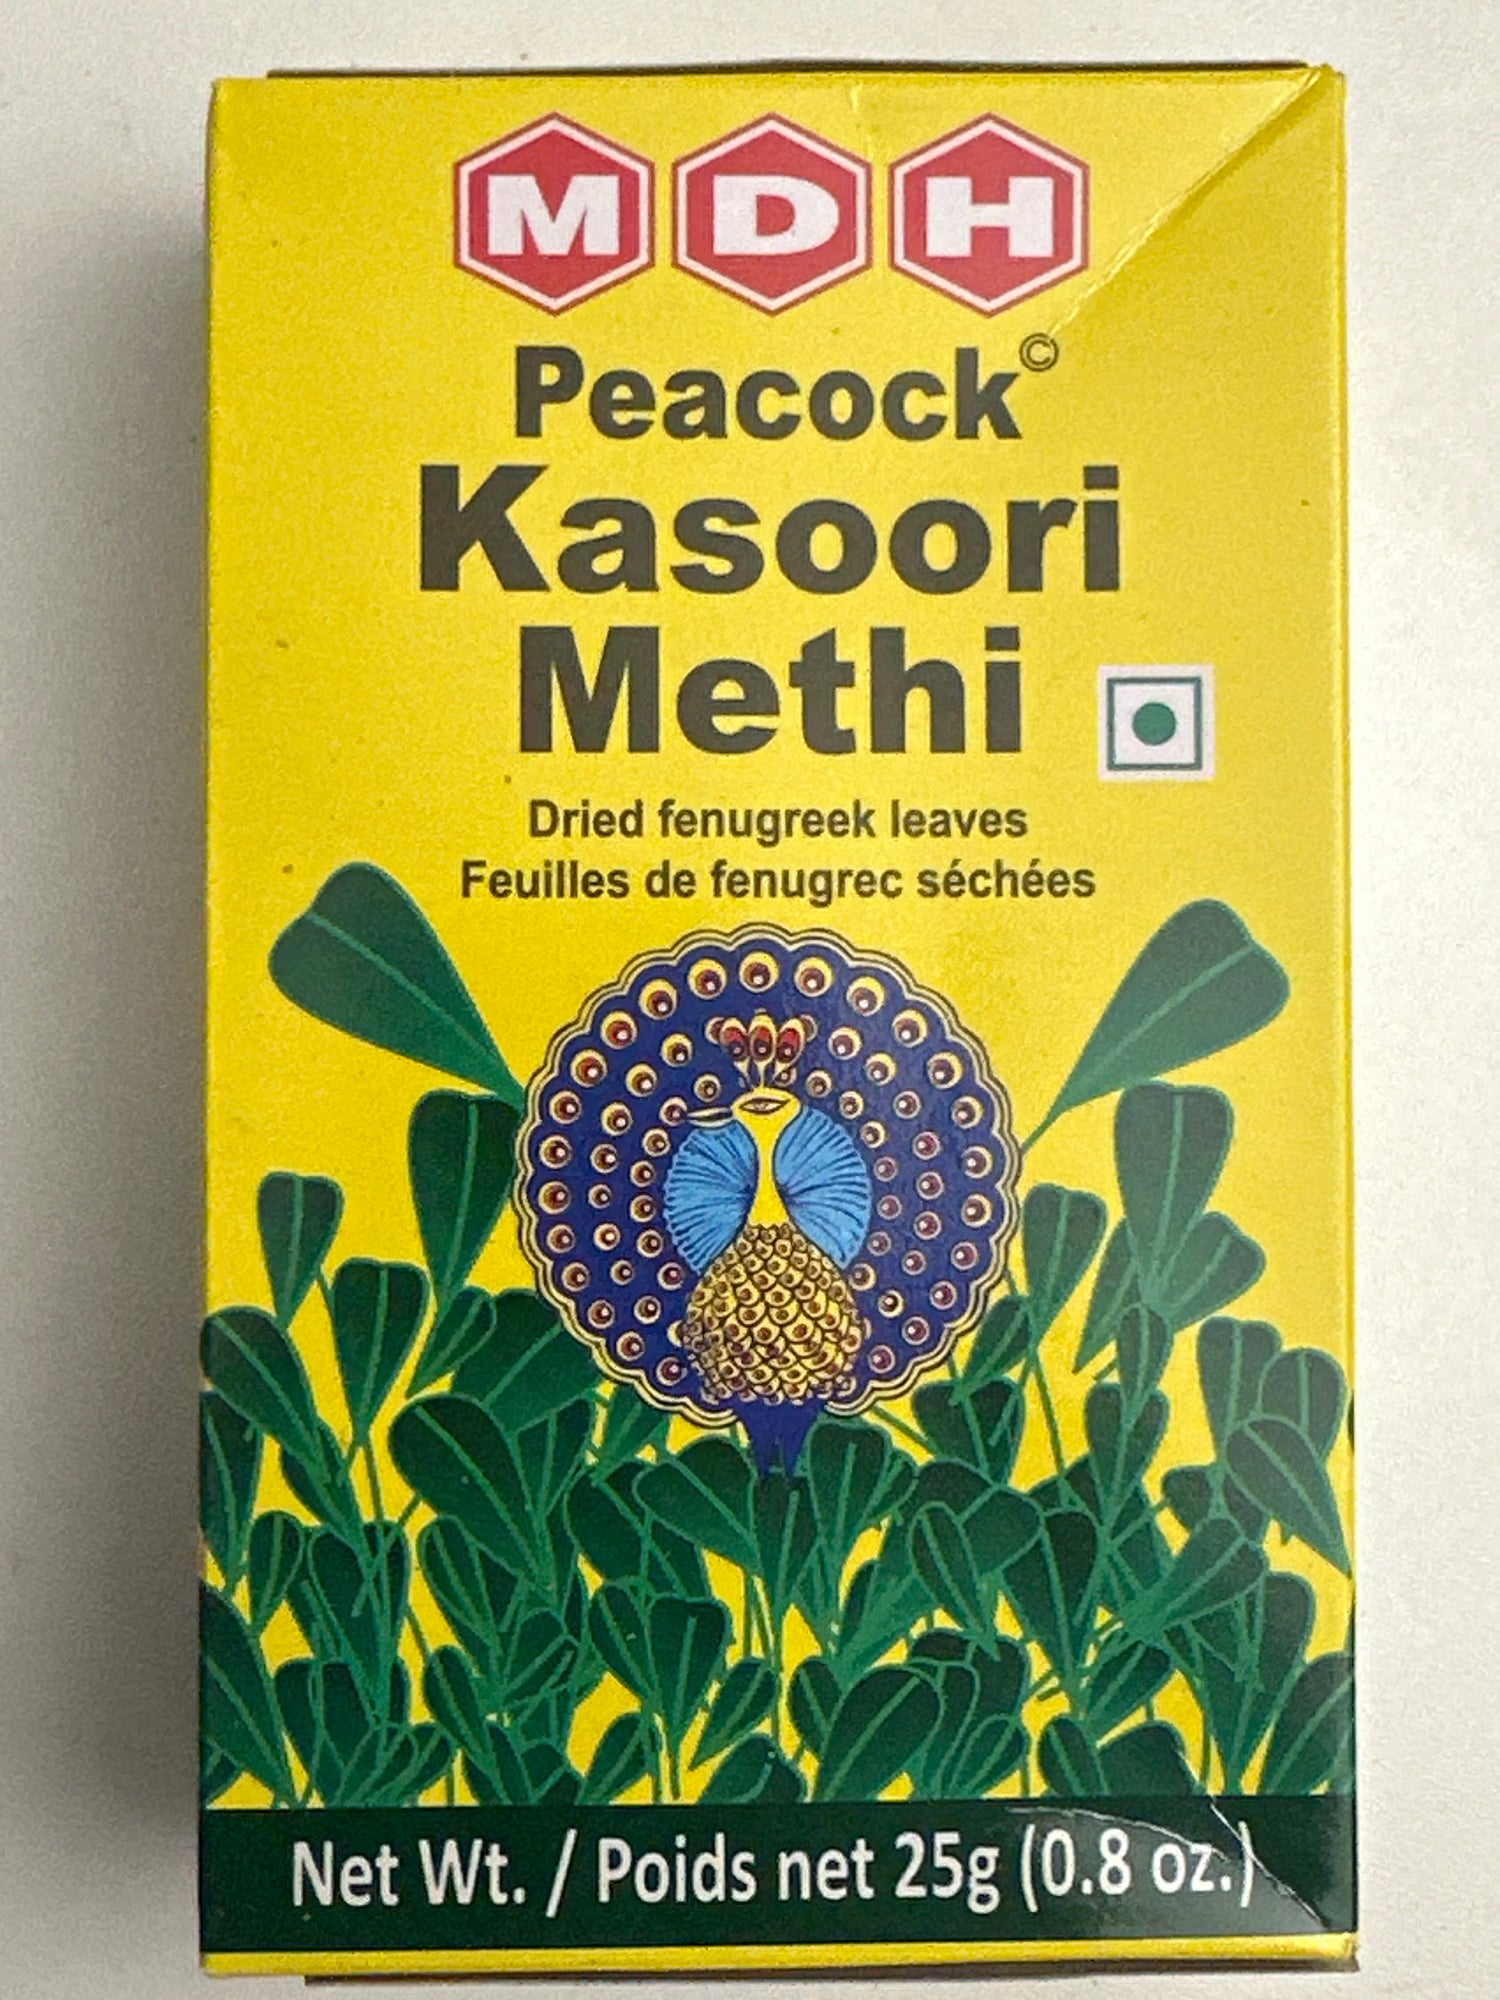 MDH
Peacock©
Kasoori
Methi
Dried fenugreek leaves
Feuilles de fenugrec séchées
Net Wt. / Poids net 25g (0.8 oz.)